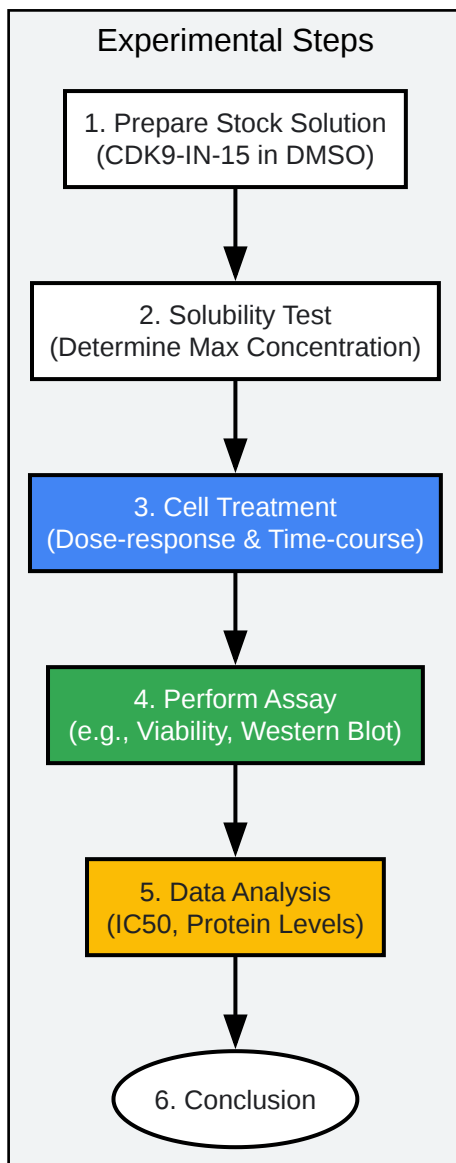 Experimental Steps
1. Prepare Stock Solution
(CDK9-IN-15 in DMSO)
2. Solubility Test
(Determine Max Concentration)
3. Cell Treatment
(Dose-response & Time-course)
4. Perform Assay
(e.g., Viability, Western Blot)
5. Data Analysis
(IC50, Protein Levels)
6. Conclusion